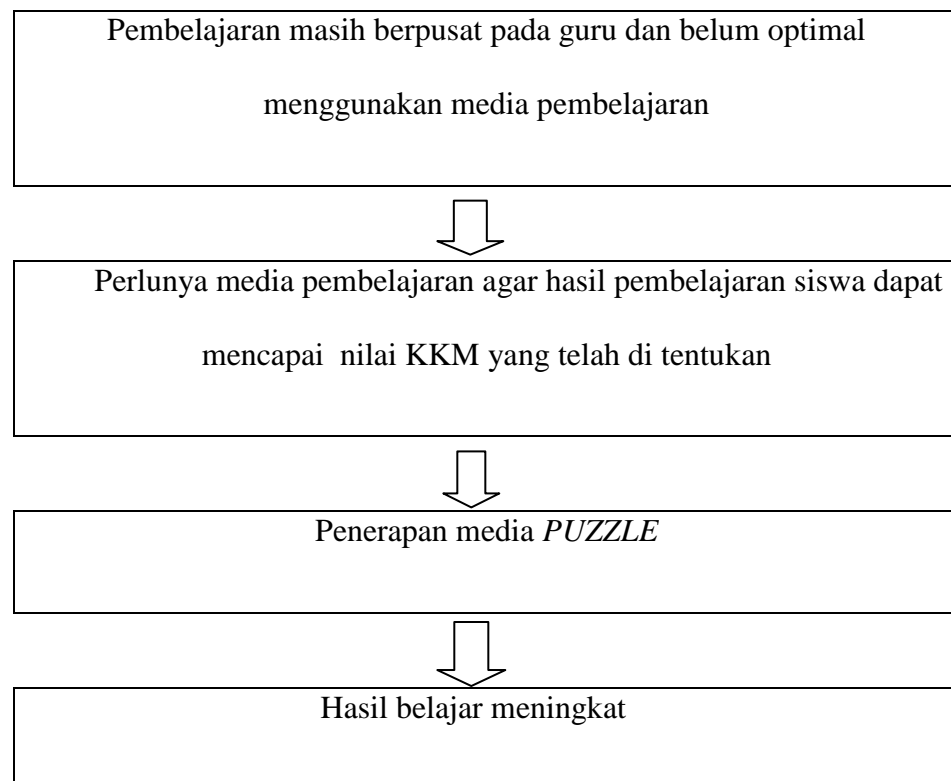 Pembelajaran masih berpusat pada guru dan belum optimal
menggunakan media pembelajaran
Perlunya media pembelajaran agar hasil pembelajaran siswa dapat
mencapai  nilai KKM yang telah di tentukan
Penerapan media PUZZLE
Hasil belajar meningkat